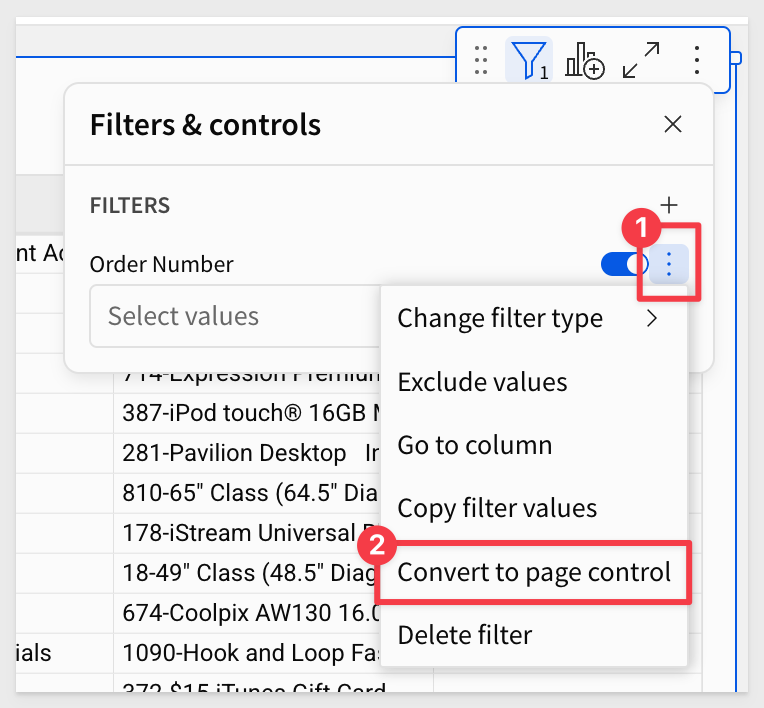 1
Filters & controls
FILTERS
1
nt Ac
Order Number
Select values
Change filter type
714-Expression Premium
Exclude values
387-iPod touch® 16GB M
281-Pavilion Desktop In
Go to column
810-65" Class (64.5" Dia
Copy filter values
178-iStream Universal
2
18-49" Class (48.5" Diag
Convert to page control
674-Coolpix AW130 16.0
Delete filter
ials
1090-Hook and Loop Fas
372-$15 iTunes Gift Card